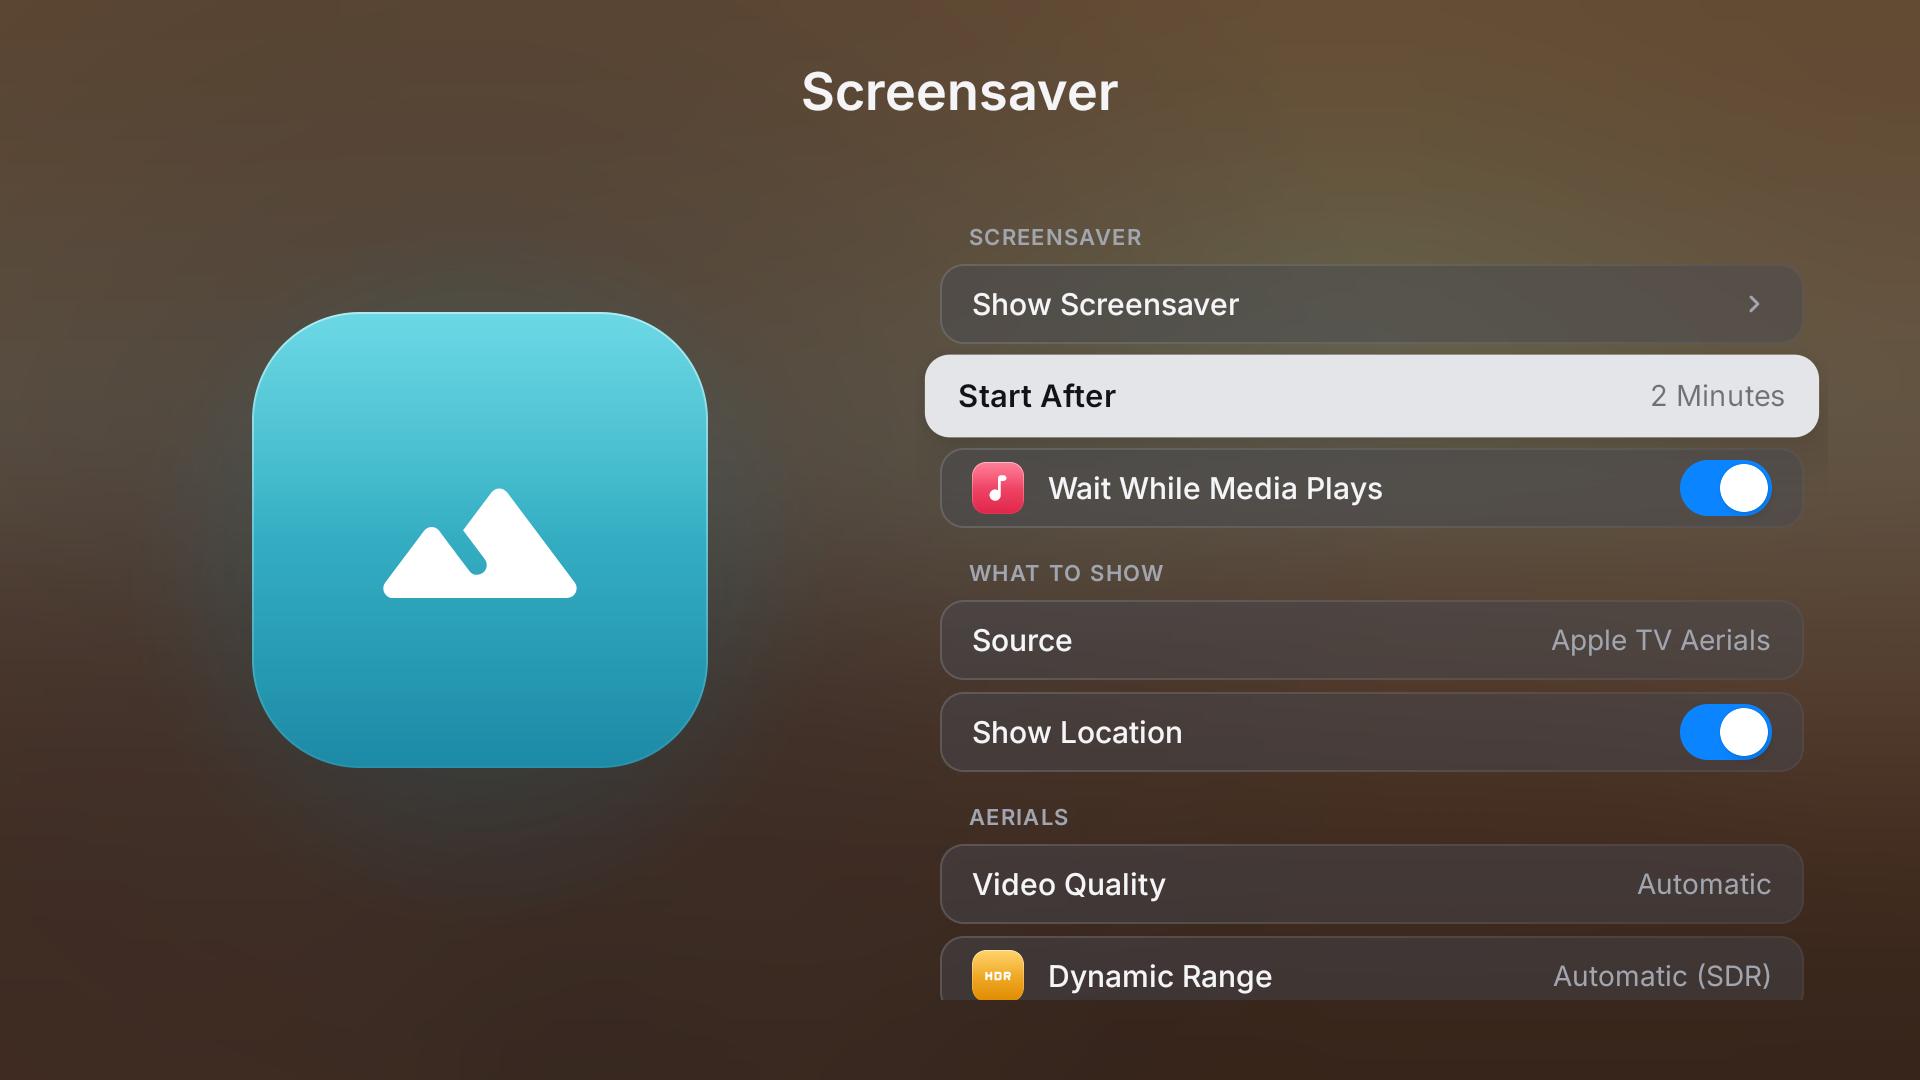 Screensaver
SCREENSAVER
Show Screensaver
Start After 2 Minutes
Wait While Media Plays
WHAT TO SHOW
Source Apple TV Aerials
Show Location
AERIALS
Video Quality Automatic
HDR Dynamic Range Automatic (SDR)